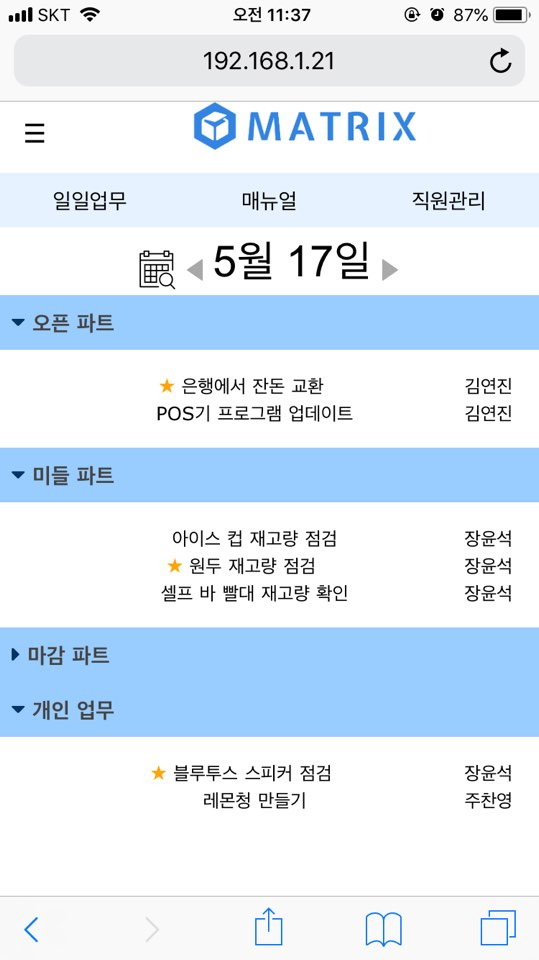 SKT 오전 11:37 87%
192.168.1.21
MATRIX
일일업무 매뉴얼 직원관리
5월 17일
오픈 파트
★ 은행에서 잔돈 교환 김연진
POS기 프로그램 업데이트 김연진
미들 파트
아이스 컵 재고량 점검 장윤석
★ 원두 재고량 점검 장윤석
셀프 바 빨대 재고량 확인 장윤석
마감 파트
개인 업무
★ 블루투스 스피커 점검 장윤석
레몬청 만들기 주찬영